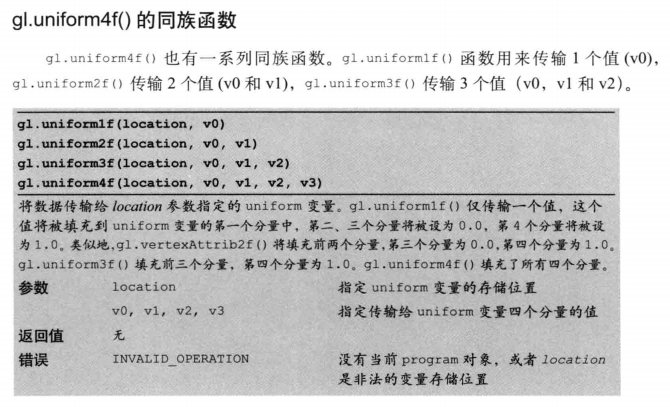 gl.uniform4f() 的同族函数
gl.uniform4f() 也有一系列同族函数。gl.uniform1f() 函数用来传输 1 个值 (v0)，
gl.uniform2f() 传输 2 个值 (v0 和 v1)，gl.uniform3f() 传输 3 个值（v0，v1 和 v2）。
gl.uniform1f(location, v0)
gl.uniform2f(location, v0, v1)
gl.uniform3f(location, v0, v1, v2)
gl.uniform4f(location, v0, v1, v2, v3)
将数据传输给 location 参数指定的 uniform 变量。gl.uniform1f() 仅传输一个值，这个
值将被填充到 uniform 变量的第一个分量中，第二、三个分量将被设为 0.0，第 4 个分量将被设
为 1.0。类似地，gl.vertexAttrib2f() 将填充前两个分量，第三个分量为 0.0，第四个分量为 1.0。
gl.uniform3f() 填充前三个分量，第四个分量为 1.0。gl.uniform4f() 填充了所有四个分量。
参数 location 指定 uniform 变量的存储位置
v0, v1, v2, v3 指定传输给 uniform 变量四个分量的值
返回值 无
错误 INVALID_OPERATION 没有当前 program 对象，或者 location
是非法的变量存储位置